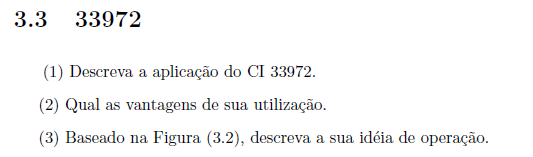 3.3 33972
(1) Descreva a aplicação do CI 33972.
(2) Qual as vantagens de sua utilização.
(3) Baseado na Figura (3.2), descreva a sua idéia de operação.